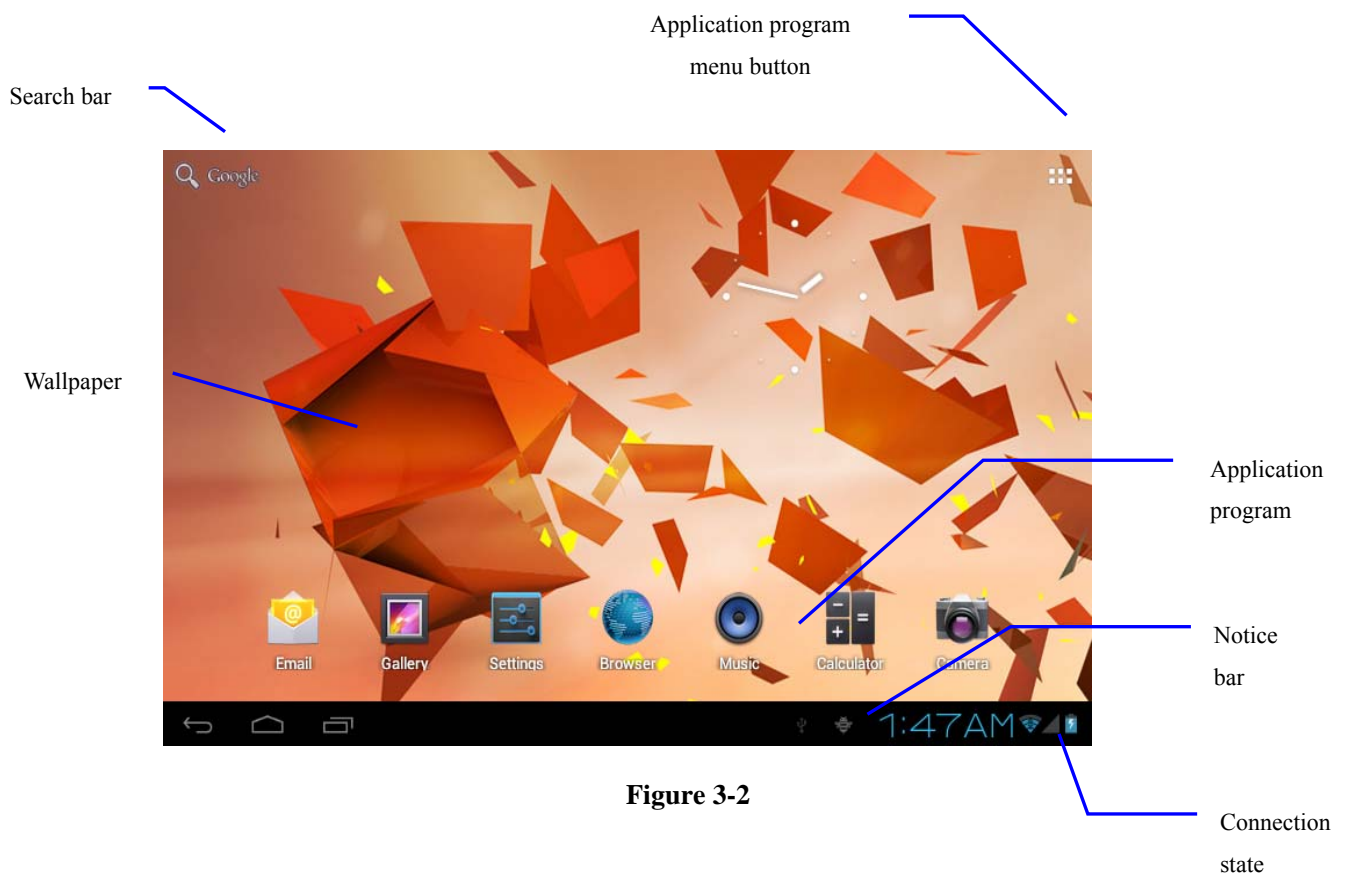 Application program
menu button
Search bar
Google
Wallpaper
Application
program
Email Gallery Settings Browser Music Calculator Camera
Notice
bar
1:47AM
Figure 3-2
Connection
state